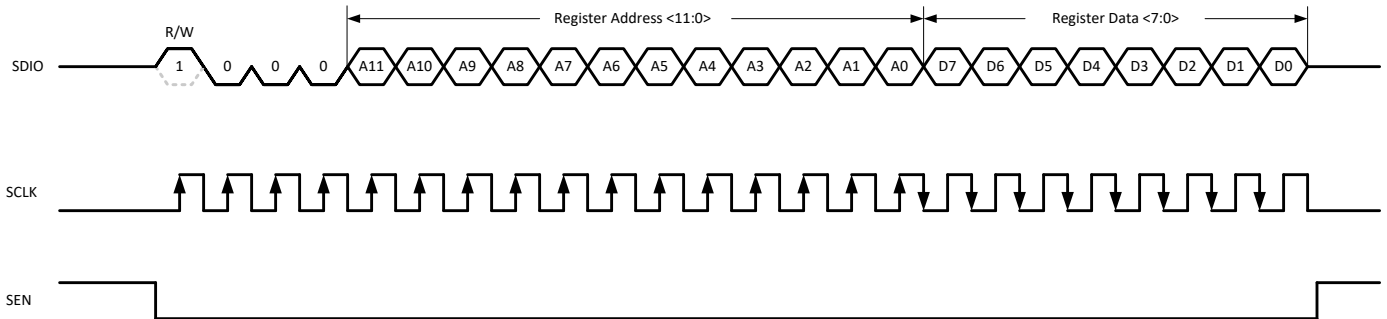 Register Address <11:0>
Register Data <7:0>
R/W
SDIO
1 0 0 0 A11 A10 A9 A8 A7 A6 A5 A4 A3 A2 A1 A0 D7 D6 D5 D4 D3 D2 D1 D0
SCLK
SEN